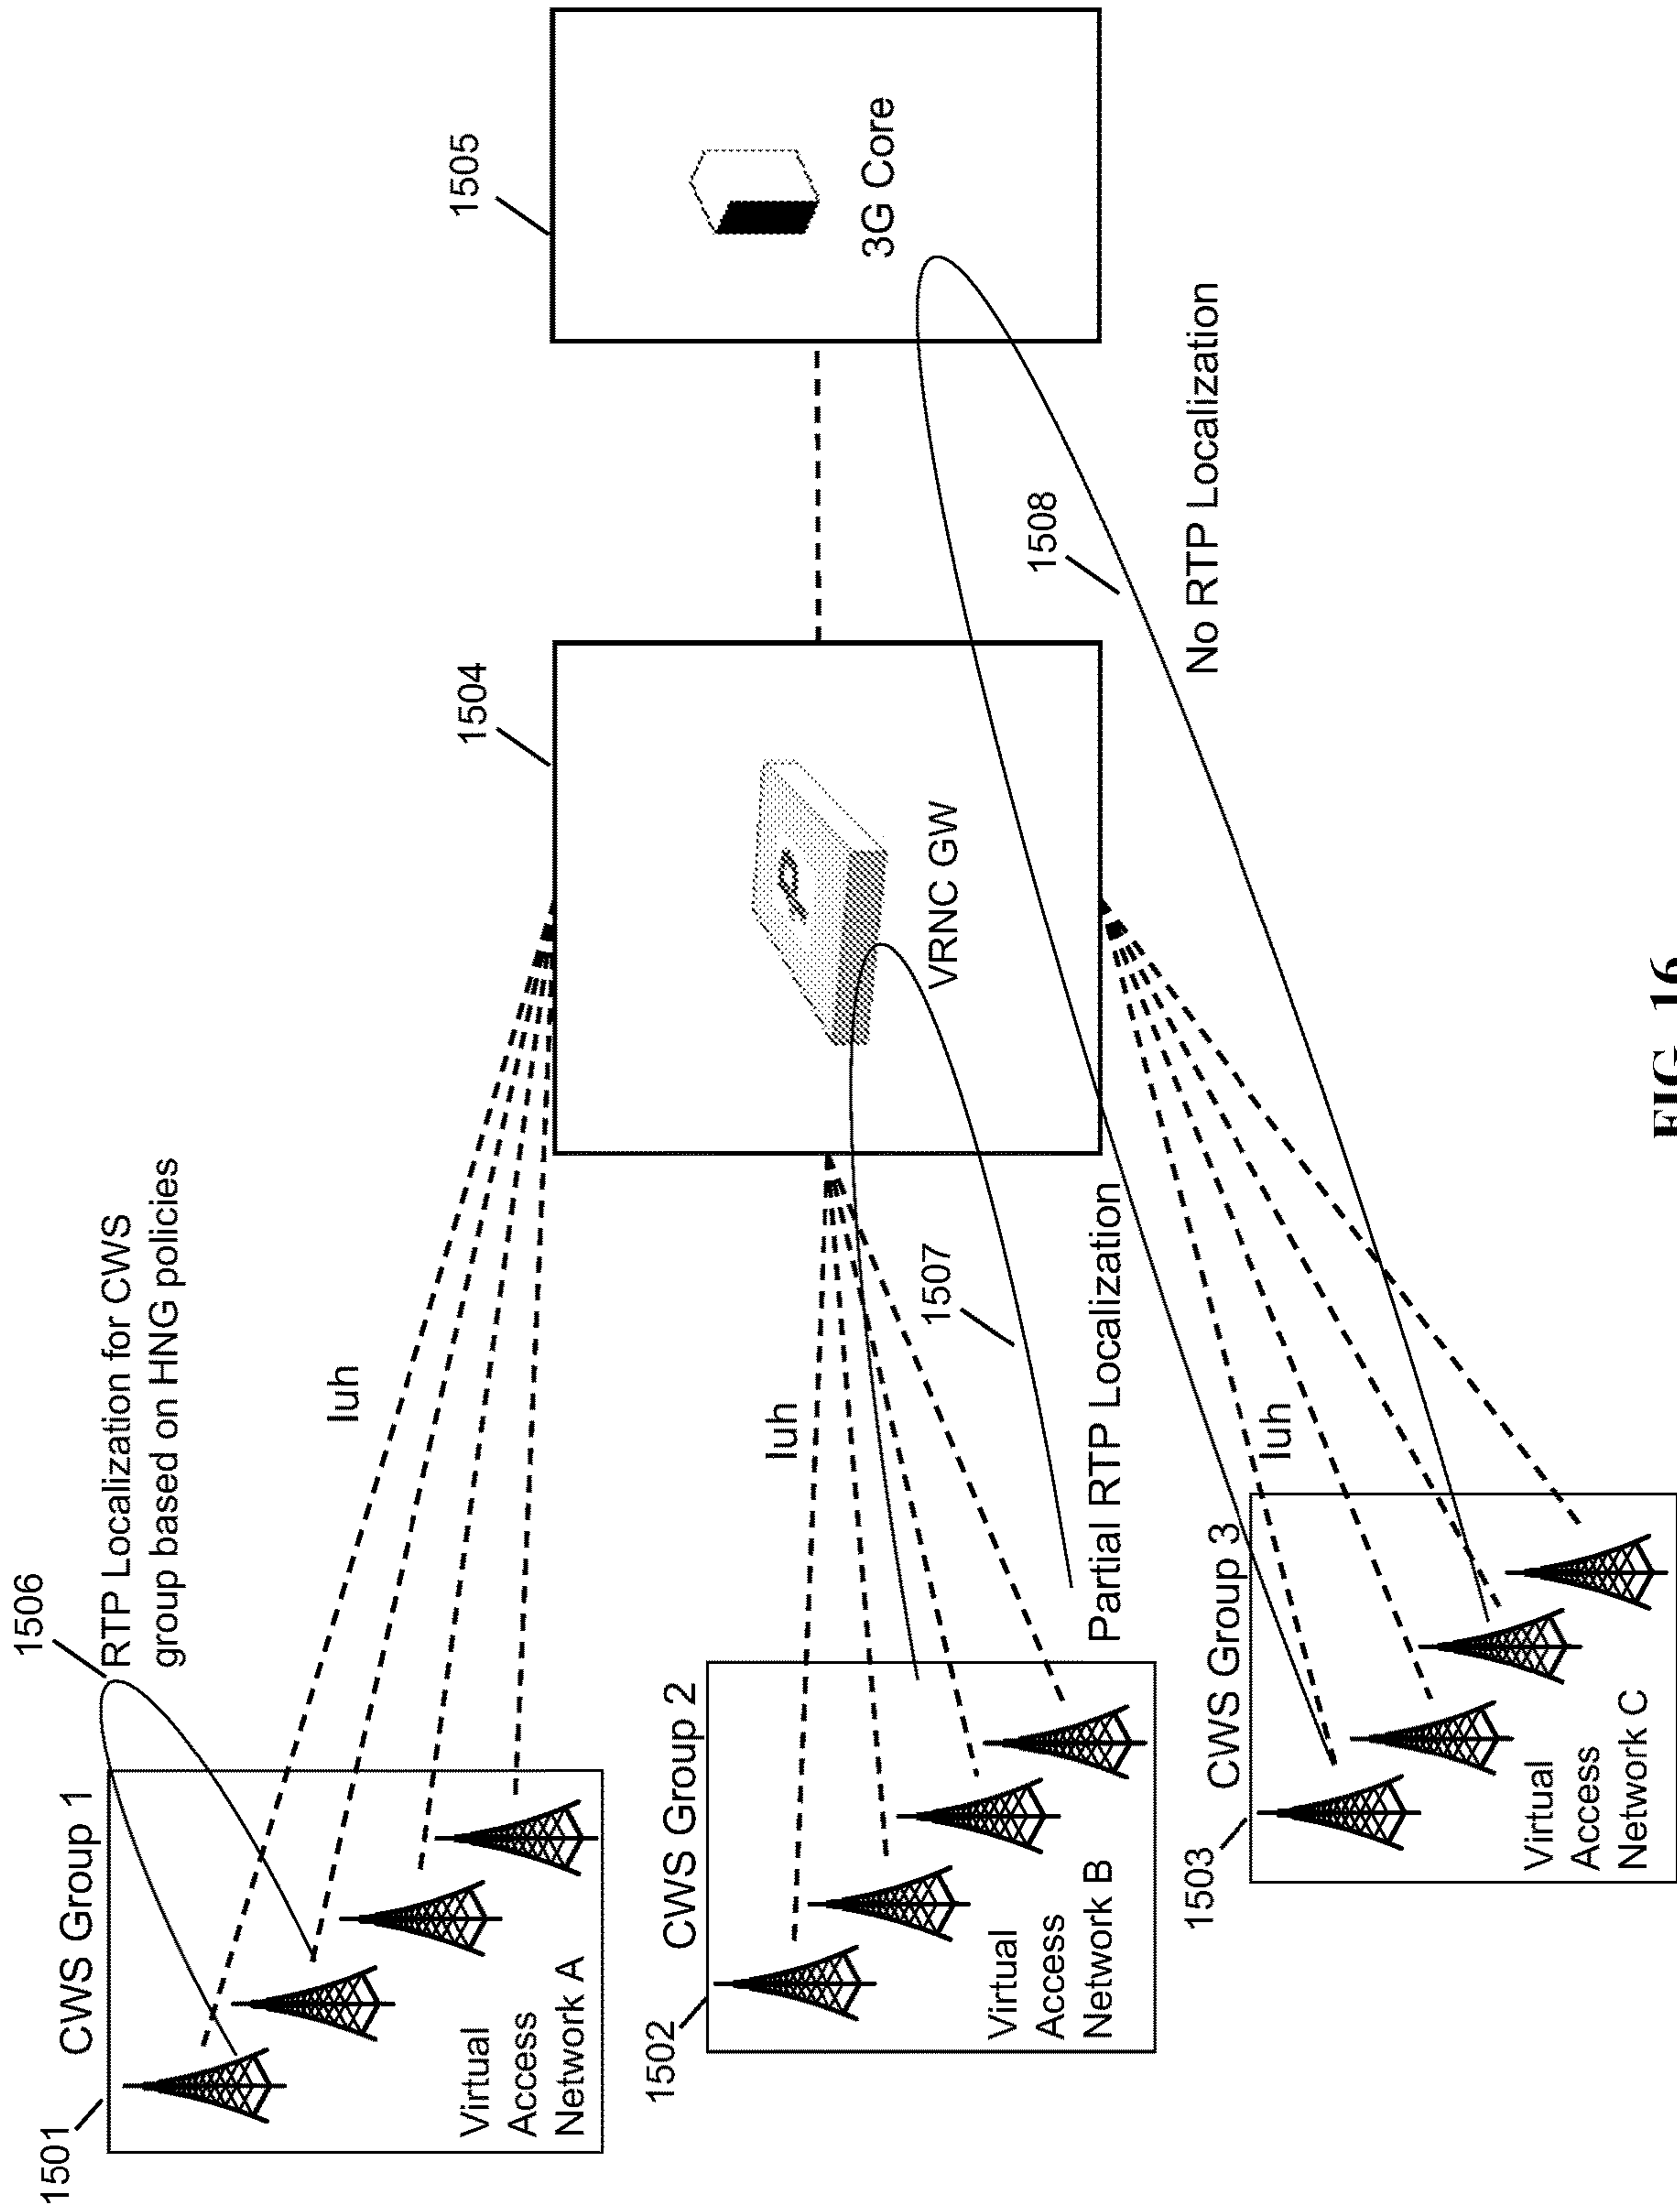 1501
CWS Group 1
1506
RTP Localization for CWS
group based on HNG policies
Virtual
Access
Network A
Iuh
1504
1505
1502
CWS Group 2
Virtual
Access
Network B
Iuh
1507
Partial RTP Localization
VRNC GW
3G Core
1503
CWS Group 3
Virtual
Access
Network C
Iuh
1508
No RTP Localization
FIG. 16